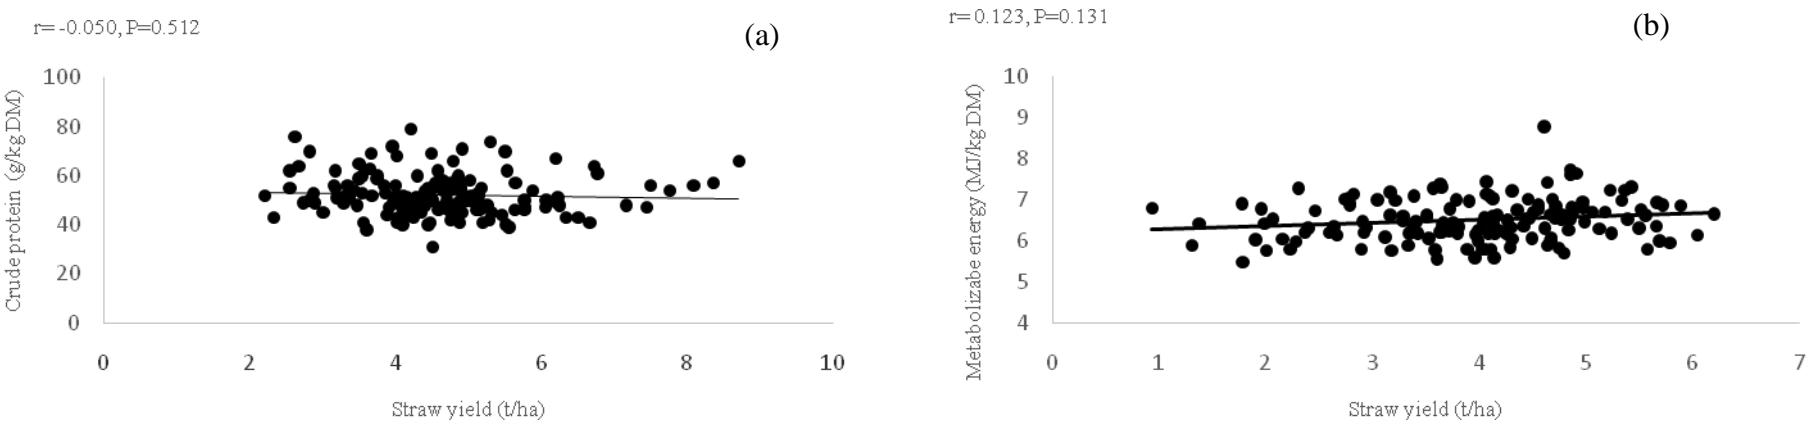 r= -0.050, P=0.512
(a)
100
80
60
40
20
0
Crude protein (g/kg DM)
0 2 4 6 8 10
Straw yield (t/ha)
r= 0.123, P=0.131
(b)
10
9
8
7
6
5
4
Metabolizabe energy (MJ/kg DM)
0 1 2 3 4 5 6 7
Straw yield (t/ha)